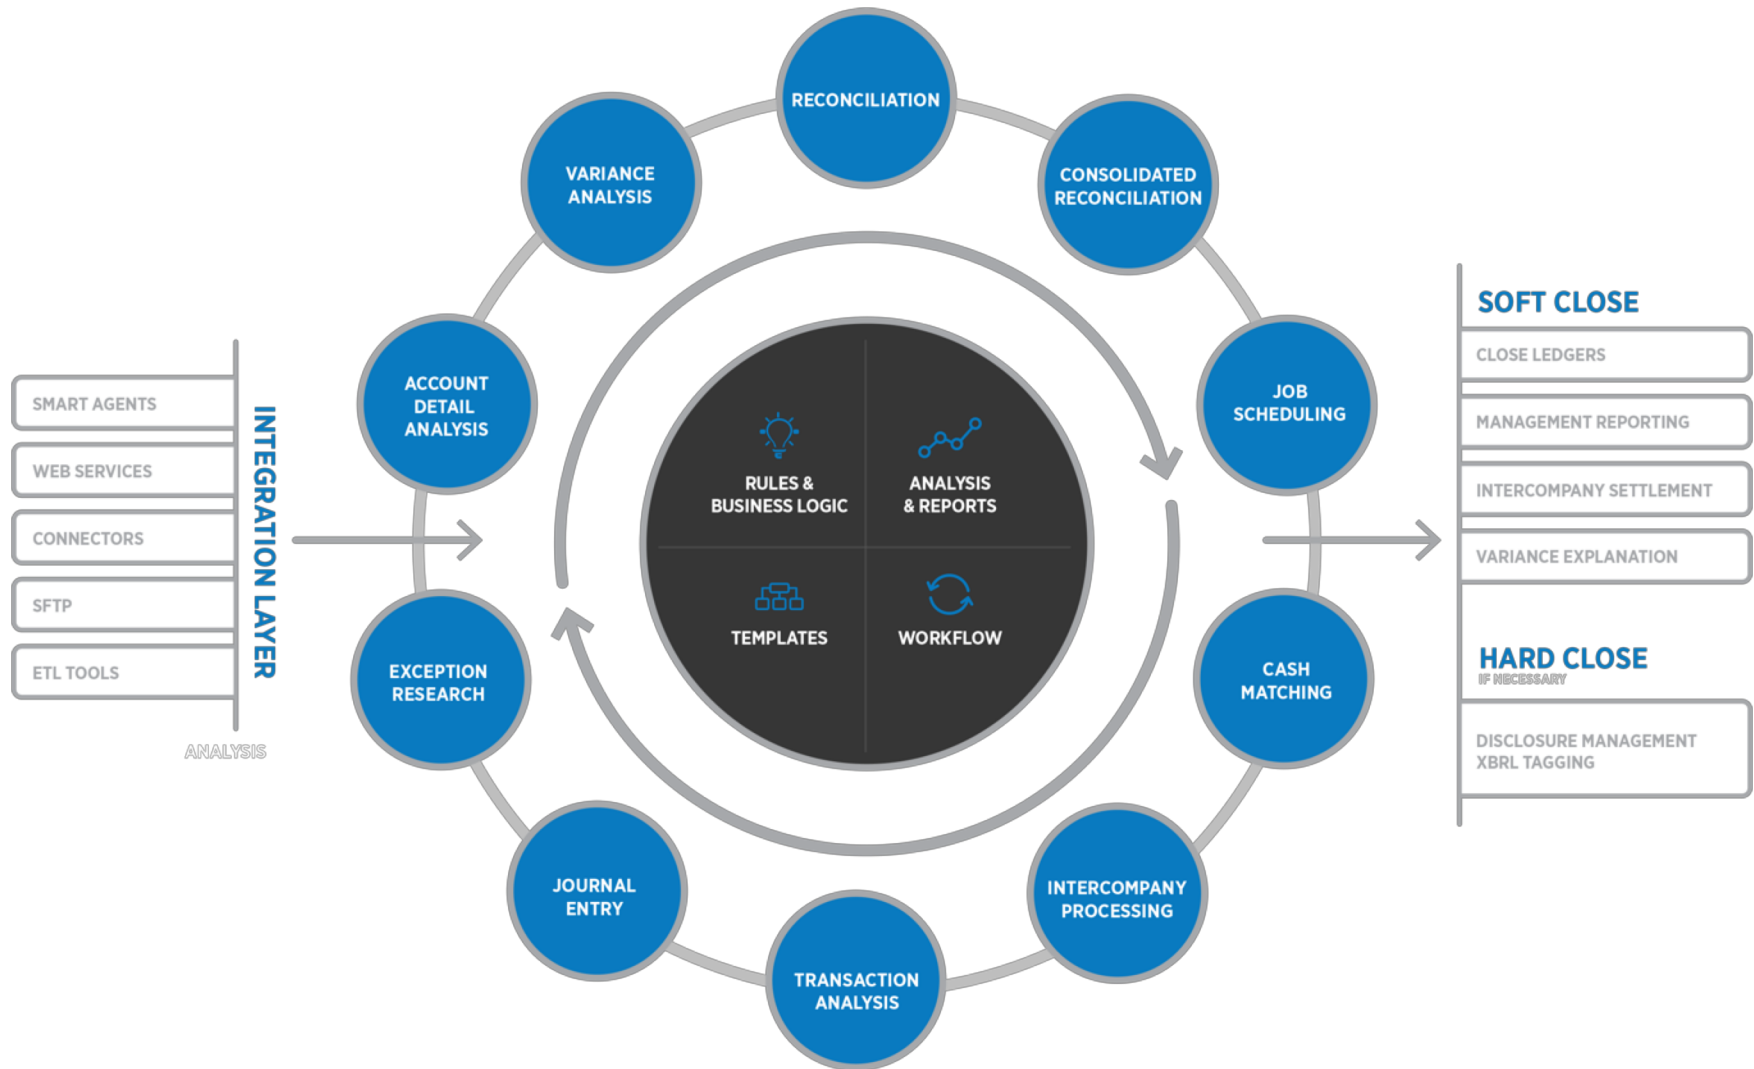 SMART AGENTS
WEB SERVICES
CONNECTORS
SFTP
ETL TOOLS
INTEGRATION LAYER
ANALYSIS
RECONCILIATION
CONSOLIDATED
RECONCILIATION
JOB
SCHEDULING
CASH
MATCHING
INTERCOMPANY
PROCESSING
TRANSACTION
ANALYSIS
JOURNAL
ENTRY
EXCEPTION
RESEARCH
ACCOUNT
DETAIL
ANALYSIS
VARIANCE
ANALYSIS
RULES &
BUSINESS LOGIC
ANALYSIS
& REPORTS
TEMPLATES
WORKFLOW
SOFT CLOSE
CLOSE LEDGERS
MANAGEMENT REPORTING
INTERCOMPANY SETTLEMENT
VARIANCE EXPLANATION
HARD CLOSE
IF NECESSARY
DISCLOSURE MANAGEMENT
XBRL TAGGING